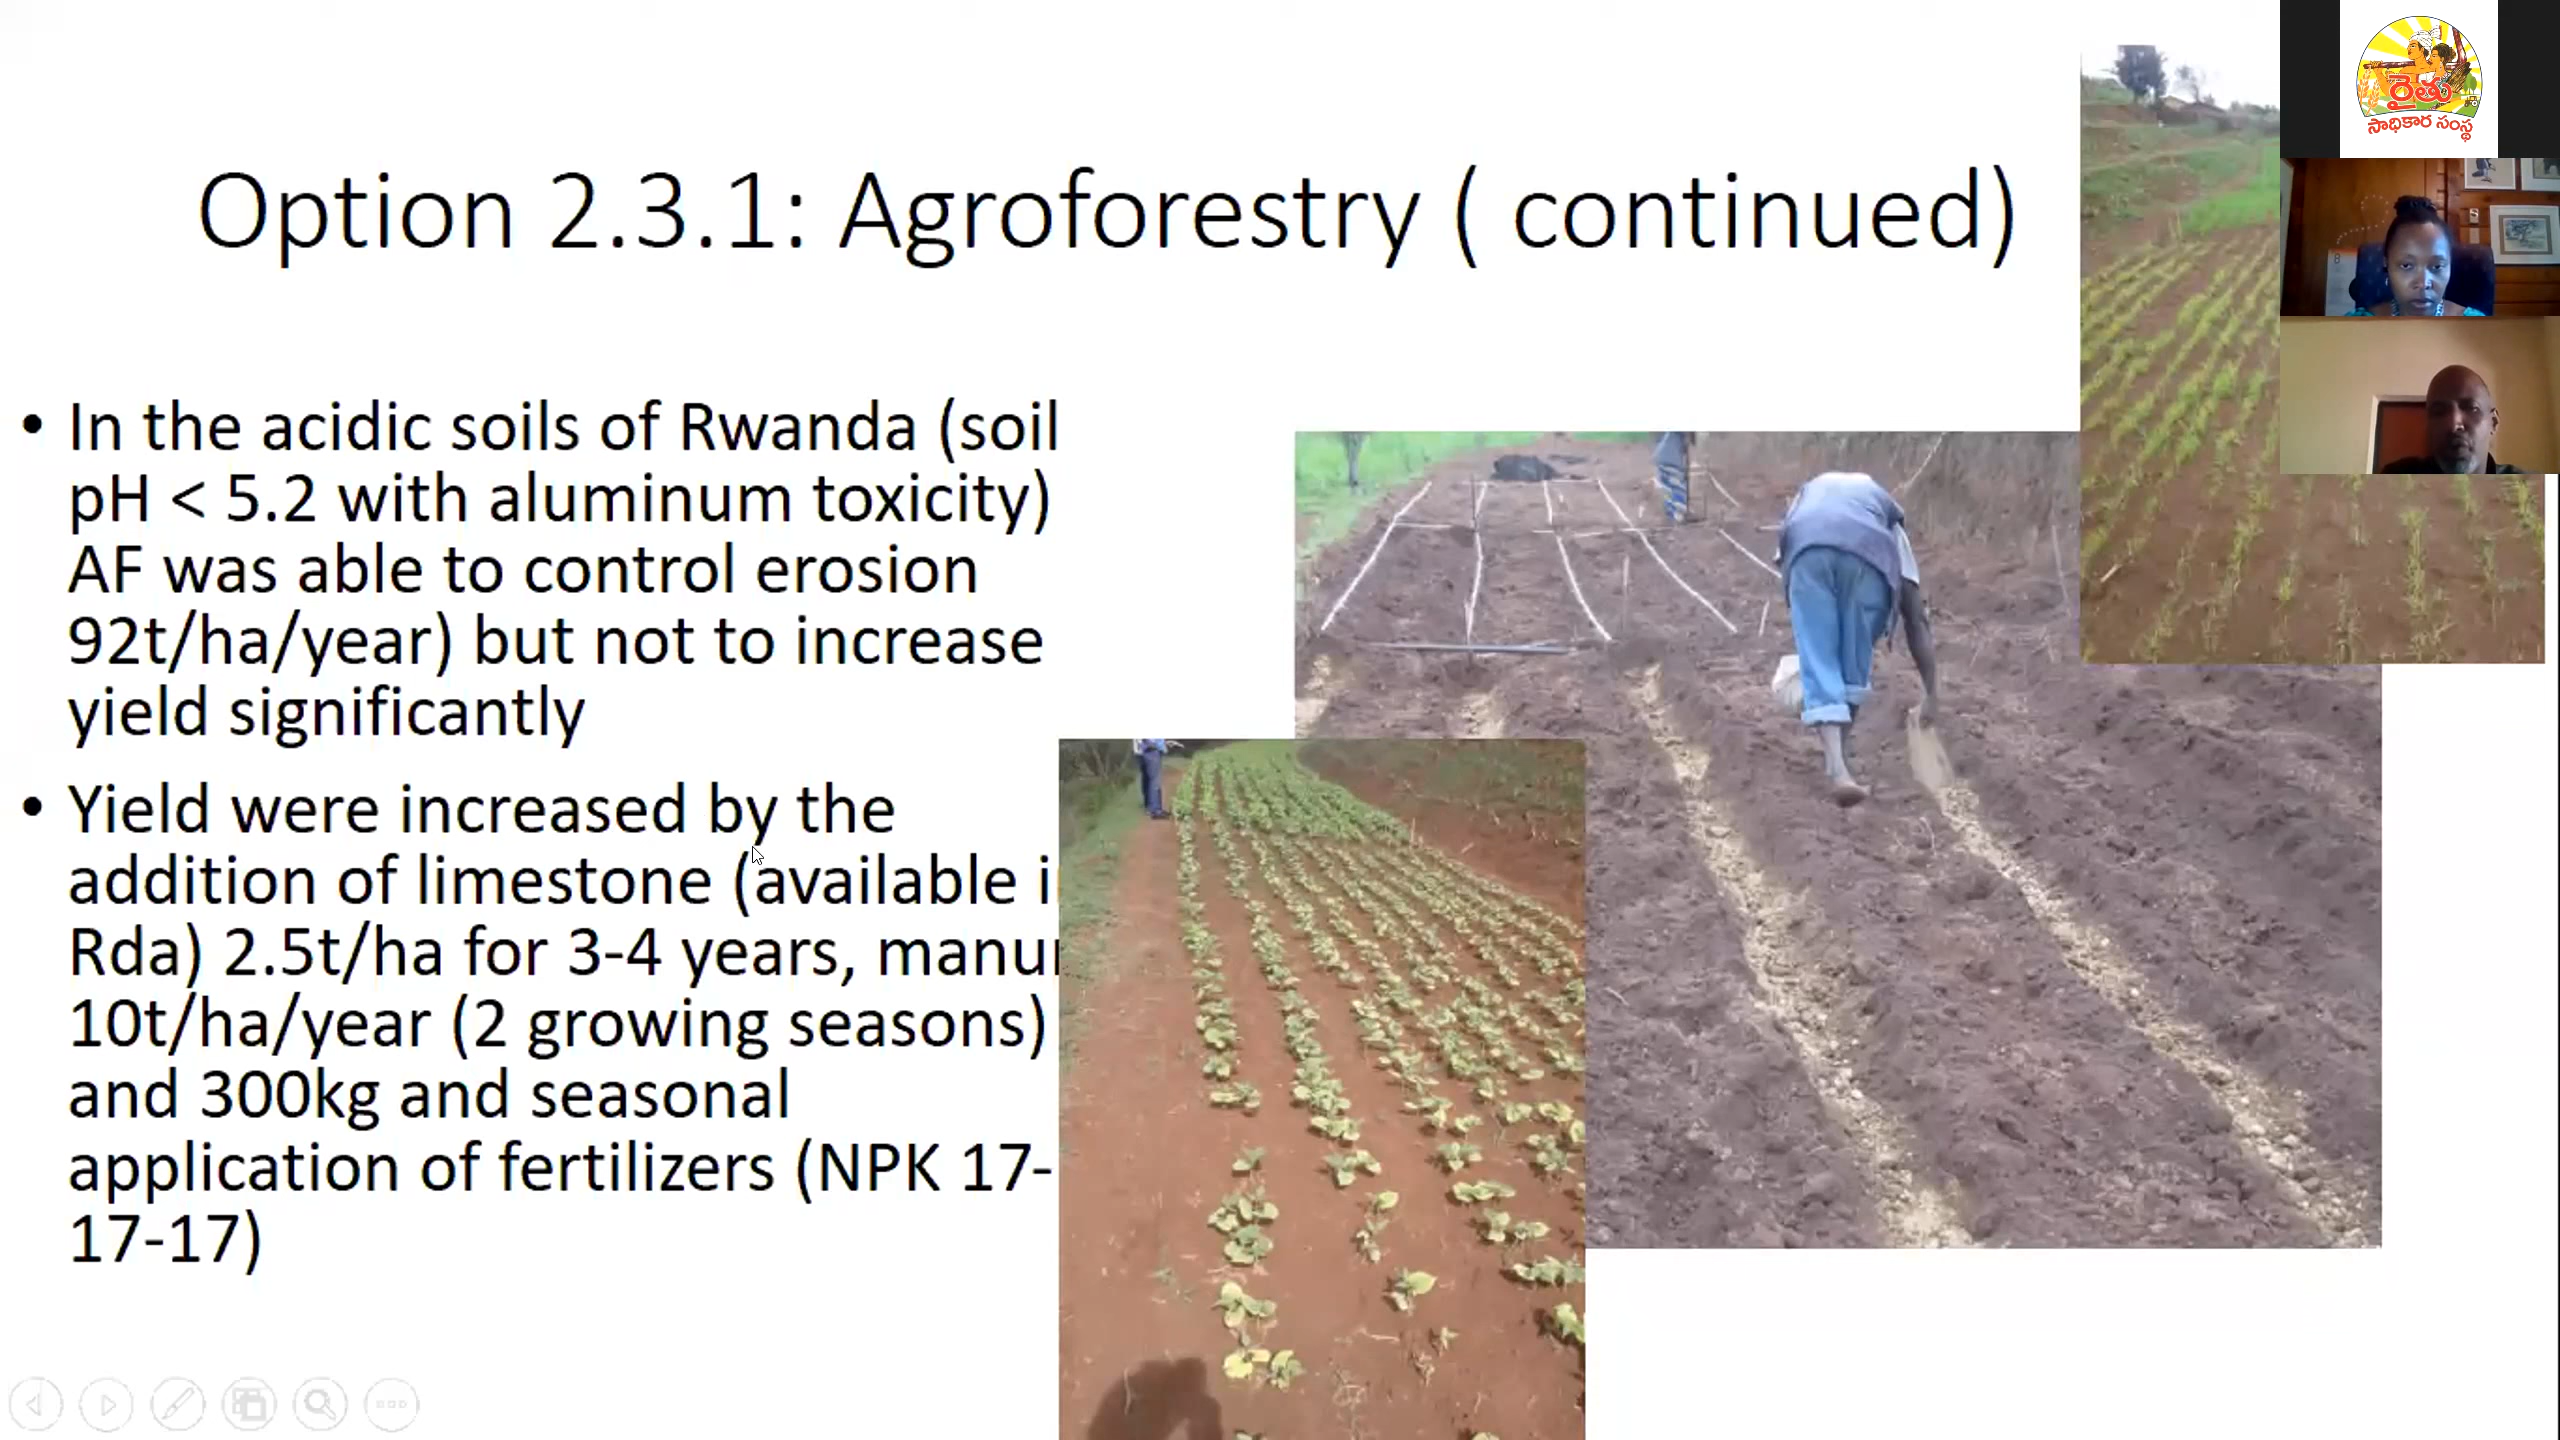 Option 2.3.1: Agroforestry ( continued)
• In the acidic soils of Rwanda (soil
pH < 5.2 with aluminum toxicity)
AF was able to control erosion
92t/ha/year) but not to increase
yield significantly
• Yield were increased by the
addition of limestone (available i
Rda) 2.5t/ha for 3-4 years, manur
10t/ha/year (2 growing seasons)
and 300kg and seasonal
application of fertilizers (NPK 17-
17-17)
రైతు
సాధికార సంస్థ